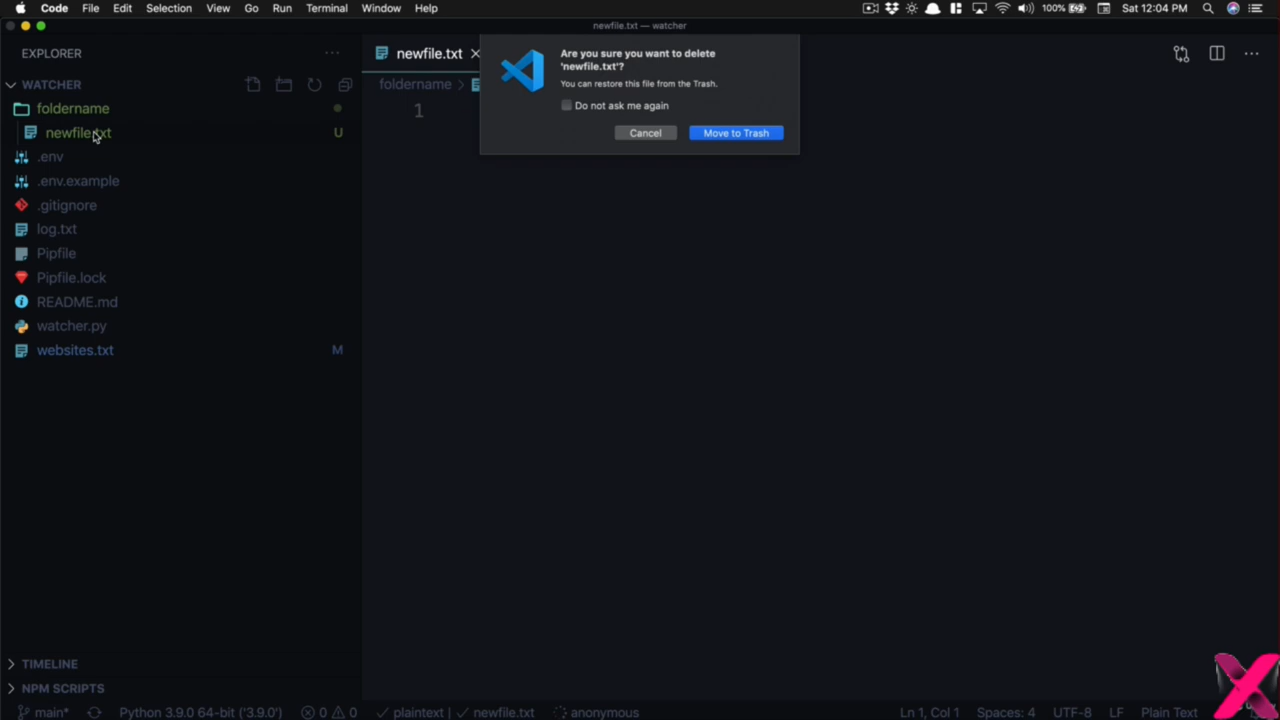 Code File Edit Selection View Go Run Terminal Window Help 100% Sat 12:04 PM
newfile.txt — watcher
EXPLORER
newfile.txt
Are you sure you want to delete
'newfile.txt'?
You can restore this file from the Trash.
Do not ask me again
Cancel Move to Trash
WATCHER
foldername
foldername
1
newfile.txt U
.env
.env.example
.gitignore
log.txt
Pipfile
Pipfile.lock
README.md
watcher.py
websites.txt M
TIMELINE
NPM SCRIPTS
main* Python 3.9.0 64-bit ('3.9.0') 0 0 plaintext | newfile.txt anonymous Ln 1, Col 1 Spaces: 4 UTF-8 LF Plain Text
X